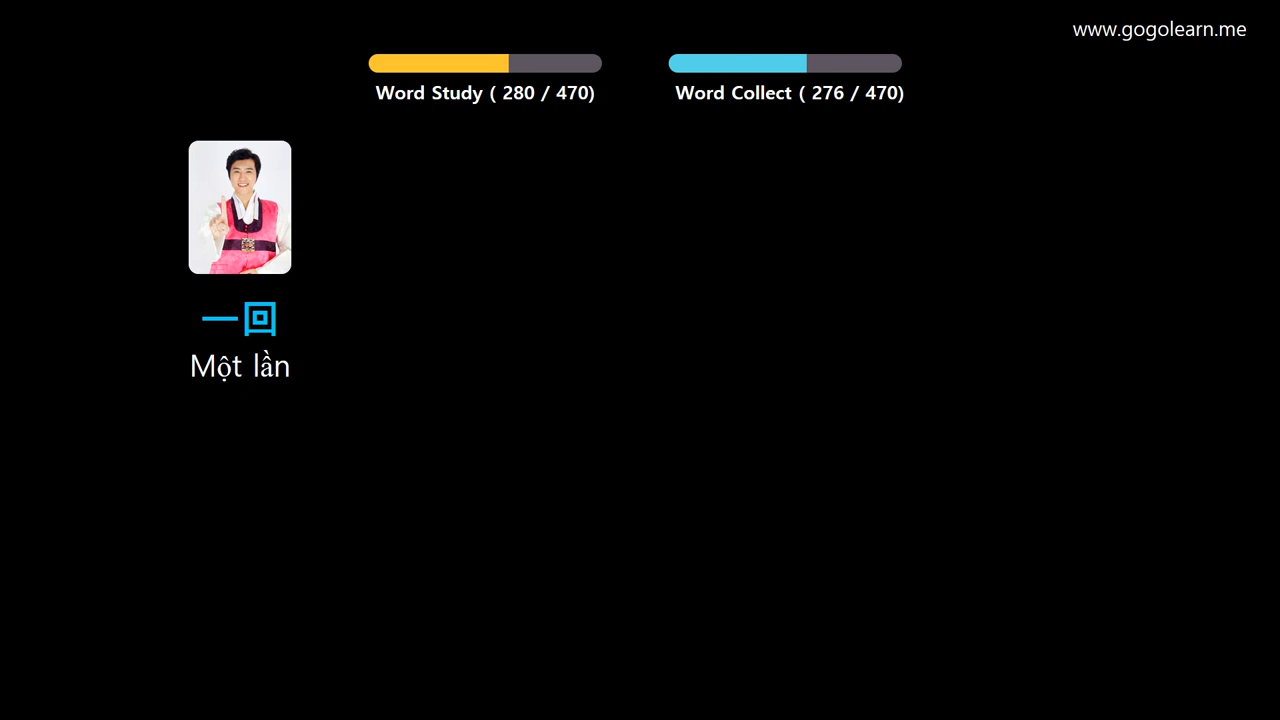 www.gogolearn.me
Word Study ( 280 / 470)
Word Collect ( 276 / 470)
一回
Một lần